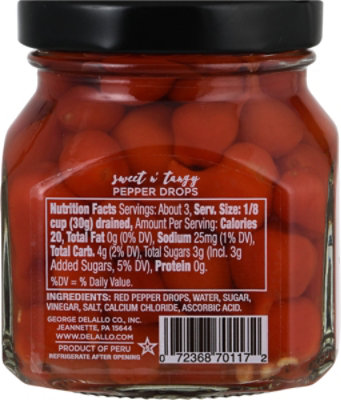 sweet n' tangy
PEPPER DROPS
Nutrition Facts Servings: About 3, Serv. Size: 1/8
cup (30g) drained, Amount Per Serving: Calories
20, Total Fat 0g (0% DV), Sodium 25mg (1% DV),
Total Carb. 4g (2% DV), Total Sugars 3g (Incl. 3g
Added Sugars, 5% DV), Protein 0g.
%DV = % Daily Value.
INGREDIENTS: RED PEPPER DROPS, WATER, SUGAR,
VINEGAR, SALT, CALCIUM CHLORIDE, ASCORBIC ACID.
GEORGE DELALLO CO., INC.
JEANNETTE, PA 15644
WWW.DELALLO.COM
PRODUCT OF PERU
REFRIGERATE AFTER OPENING
0 72368 70117 2